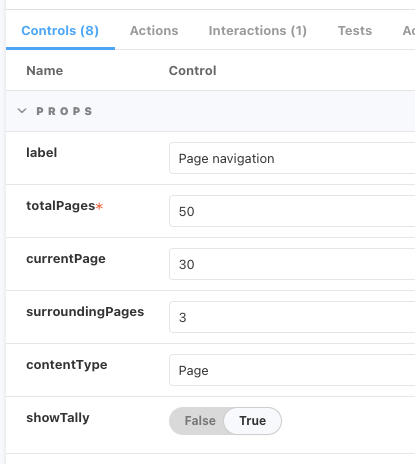 Controls (8) Actions Interactions (1) Tests
Name Control
PROPS
label Page navigation
totalPages* 50
currentPage 30
surroundingPages 3
contentType Page
showTally False True